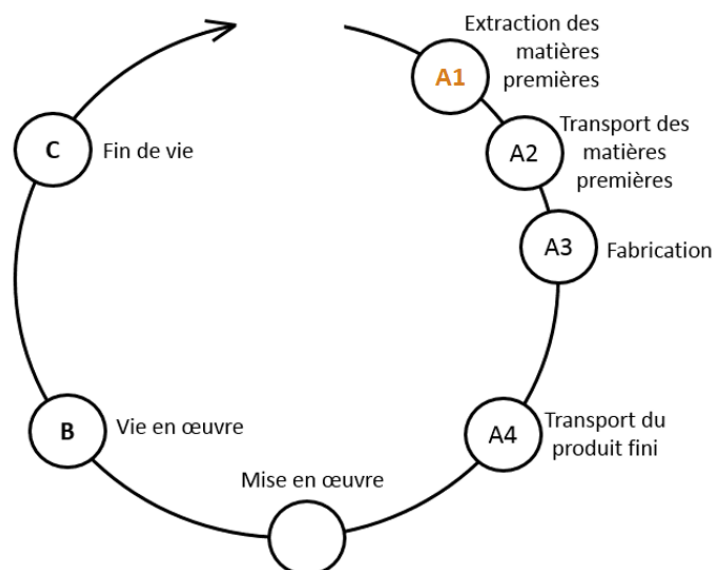 Extraction des
matières
premières
A1
Transport des
matières
premières
A2
A3
Fabrication
C
Fin de vie
B
Vie en œuvre
A4
Transport du
produit fini
Mise en œuvre